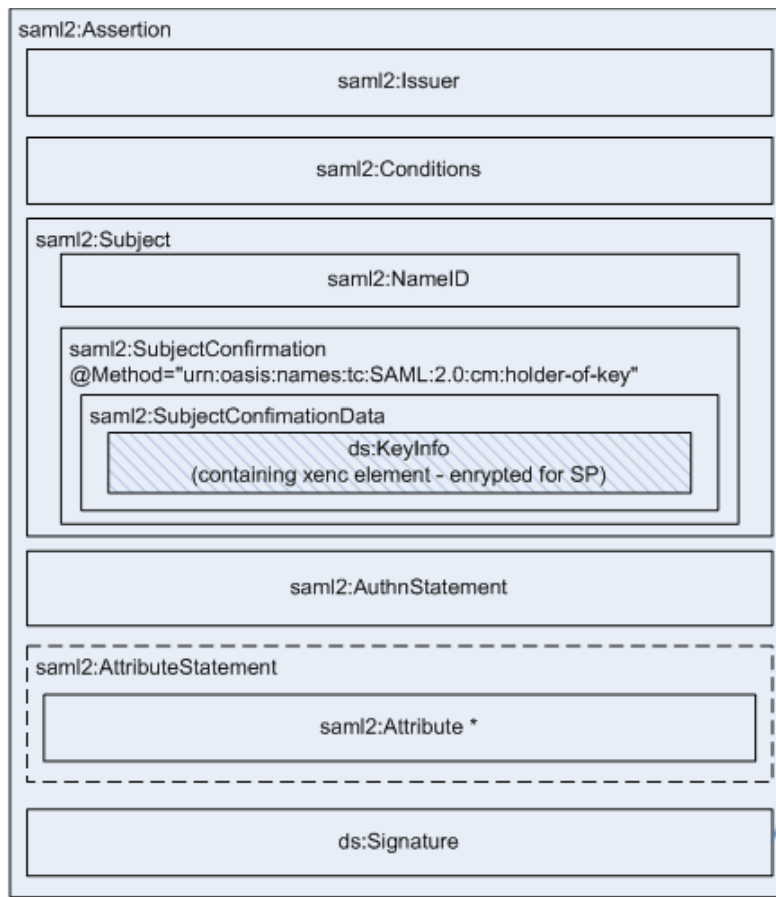 saml2:Assertion
saml2:Issuer
saml2:Conditions
saml2:Subject
saml2:NameID
saml2:SubjectConfirmation
@Method="urn:oasis:names:tc:SAML:2.0:cm:holder-of-key"
saml2:SubjectConfimationData
ds:KeyInfo
(containing xenc element - enrypted for SP)
saml2:AuthnStatement
saml2:AttributeStatement
saml2:Attribute *
ds:Signature